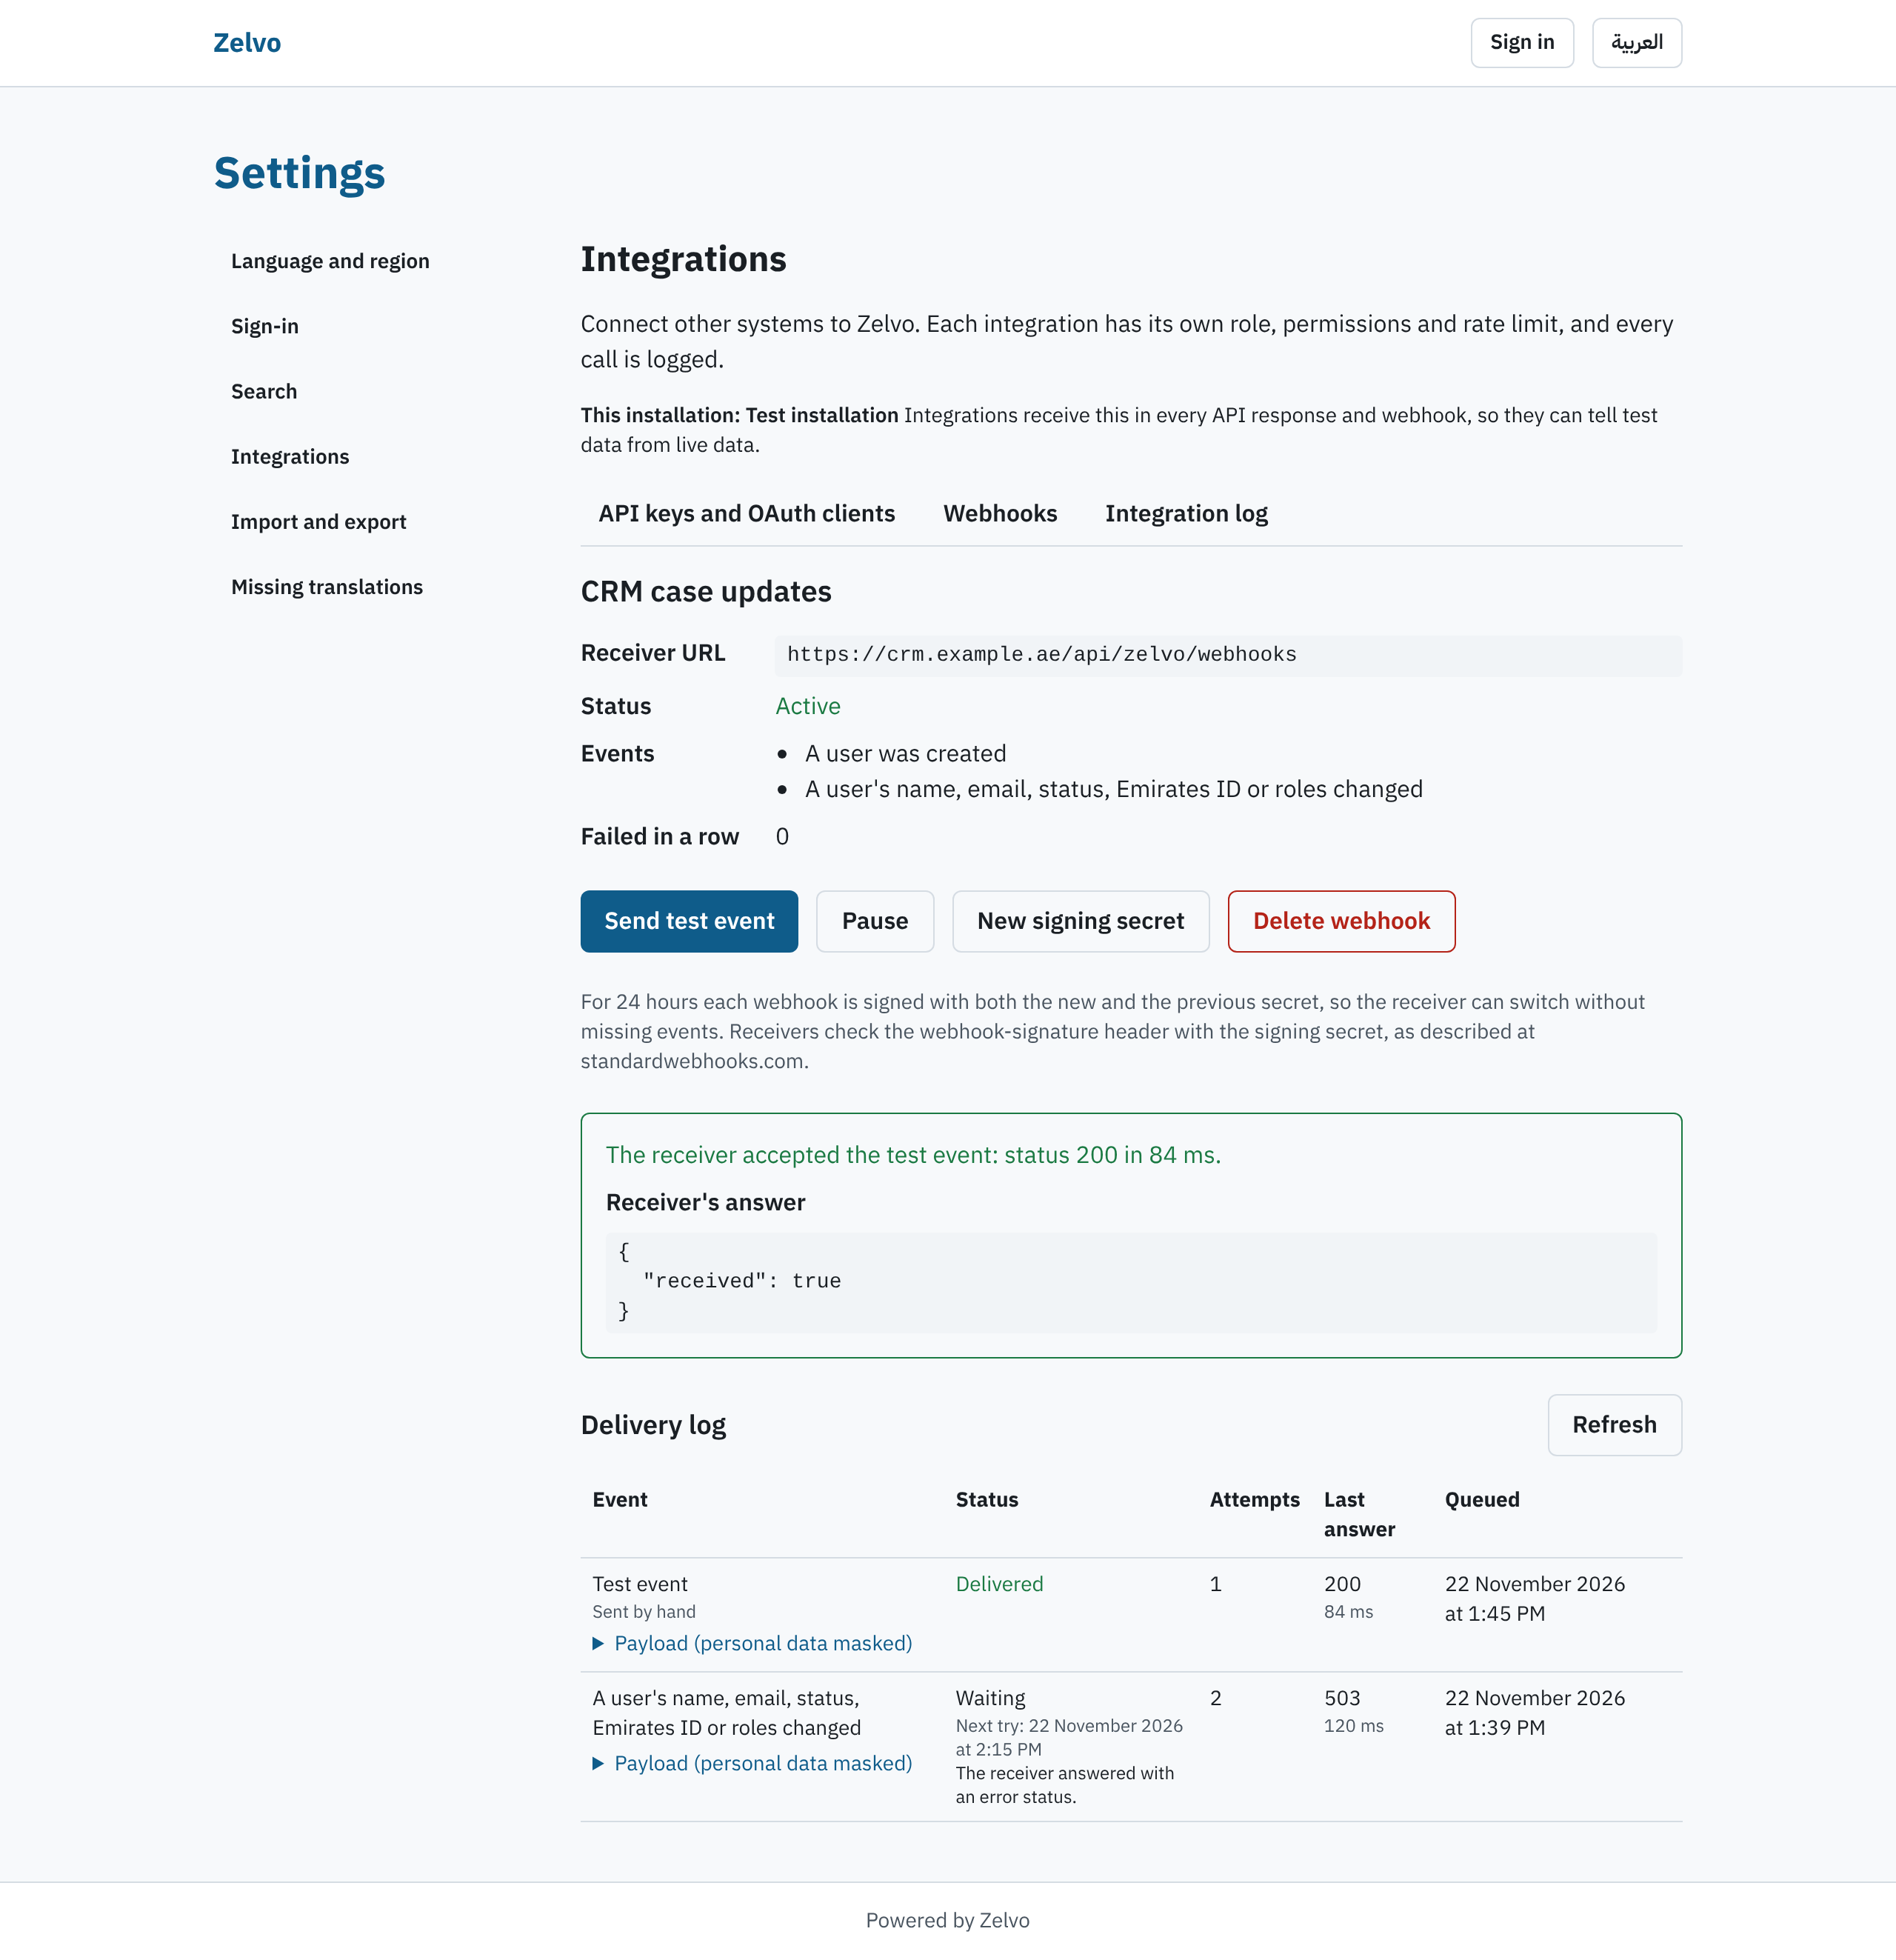 Zelvo
Sign in
العربية
Settings
Language and region
Sign-in
Search
Integrations
Import and export
Missing translations
Integrations
Connect other systems to Zelvo. Each integration has its own role, permissions and rate limit, and every
call is logged.
This installation: Test installation Integrations receive this in every API response and webhook, so they can tell test
data from live data.
API keys and OAuth clients
Webhooks
Integration log
CRM case updates
Receiver URL
https://crm.example.ae/api/zelvo/webhooks
Status
Active
Events
• A user was created
• A user's name, email, status, Emirates ID or roles changed
Failed in a row
0
Send test event
Pause
New signing secret
Delete webhook
For 24 hours each webhook is signed with both the new and the previous secret, so the receiver can switch without
missing events. Receivers check the webhook-signature header with the signing secret, as described at
standardwebhooks.com.
The receiver accepted the test event: status 200 in 84 ms.
Receiver's answer
{
"received": true
}
Delivery log
Refresh
Event
Status
Attempts
Last
answer
Queued
Test event
Sent by hand
▶ Payload (personal data masked)
Delivered
1
200
84 ms
22 November 2026
at 1:45 PM
A user's name, email, status,
Emirates ID or roles changed
▶ Payload (personal data masked)
Waiting
Next try: 22 November 2026
at 2:15 PM
The receiver answered with
an error status.
2
503
120 ms
22 November 2026
at 1:39 PM
Powered by Zelvo